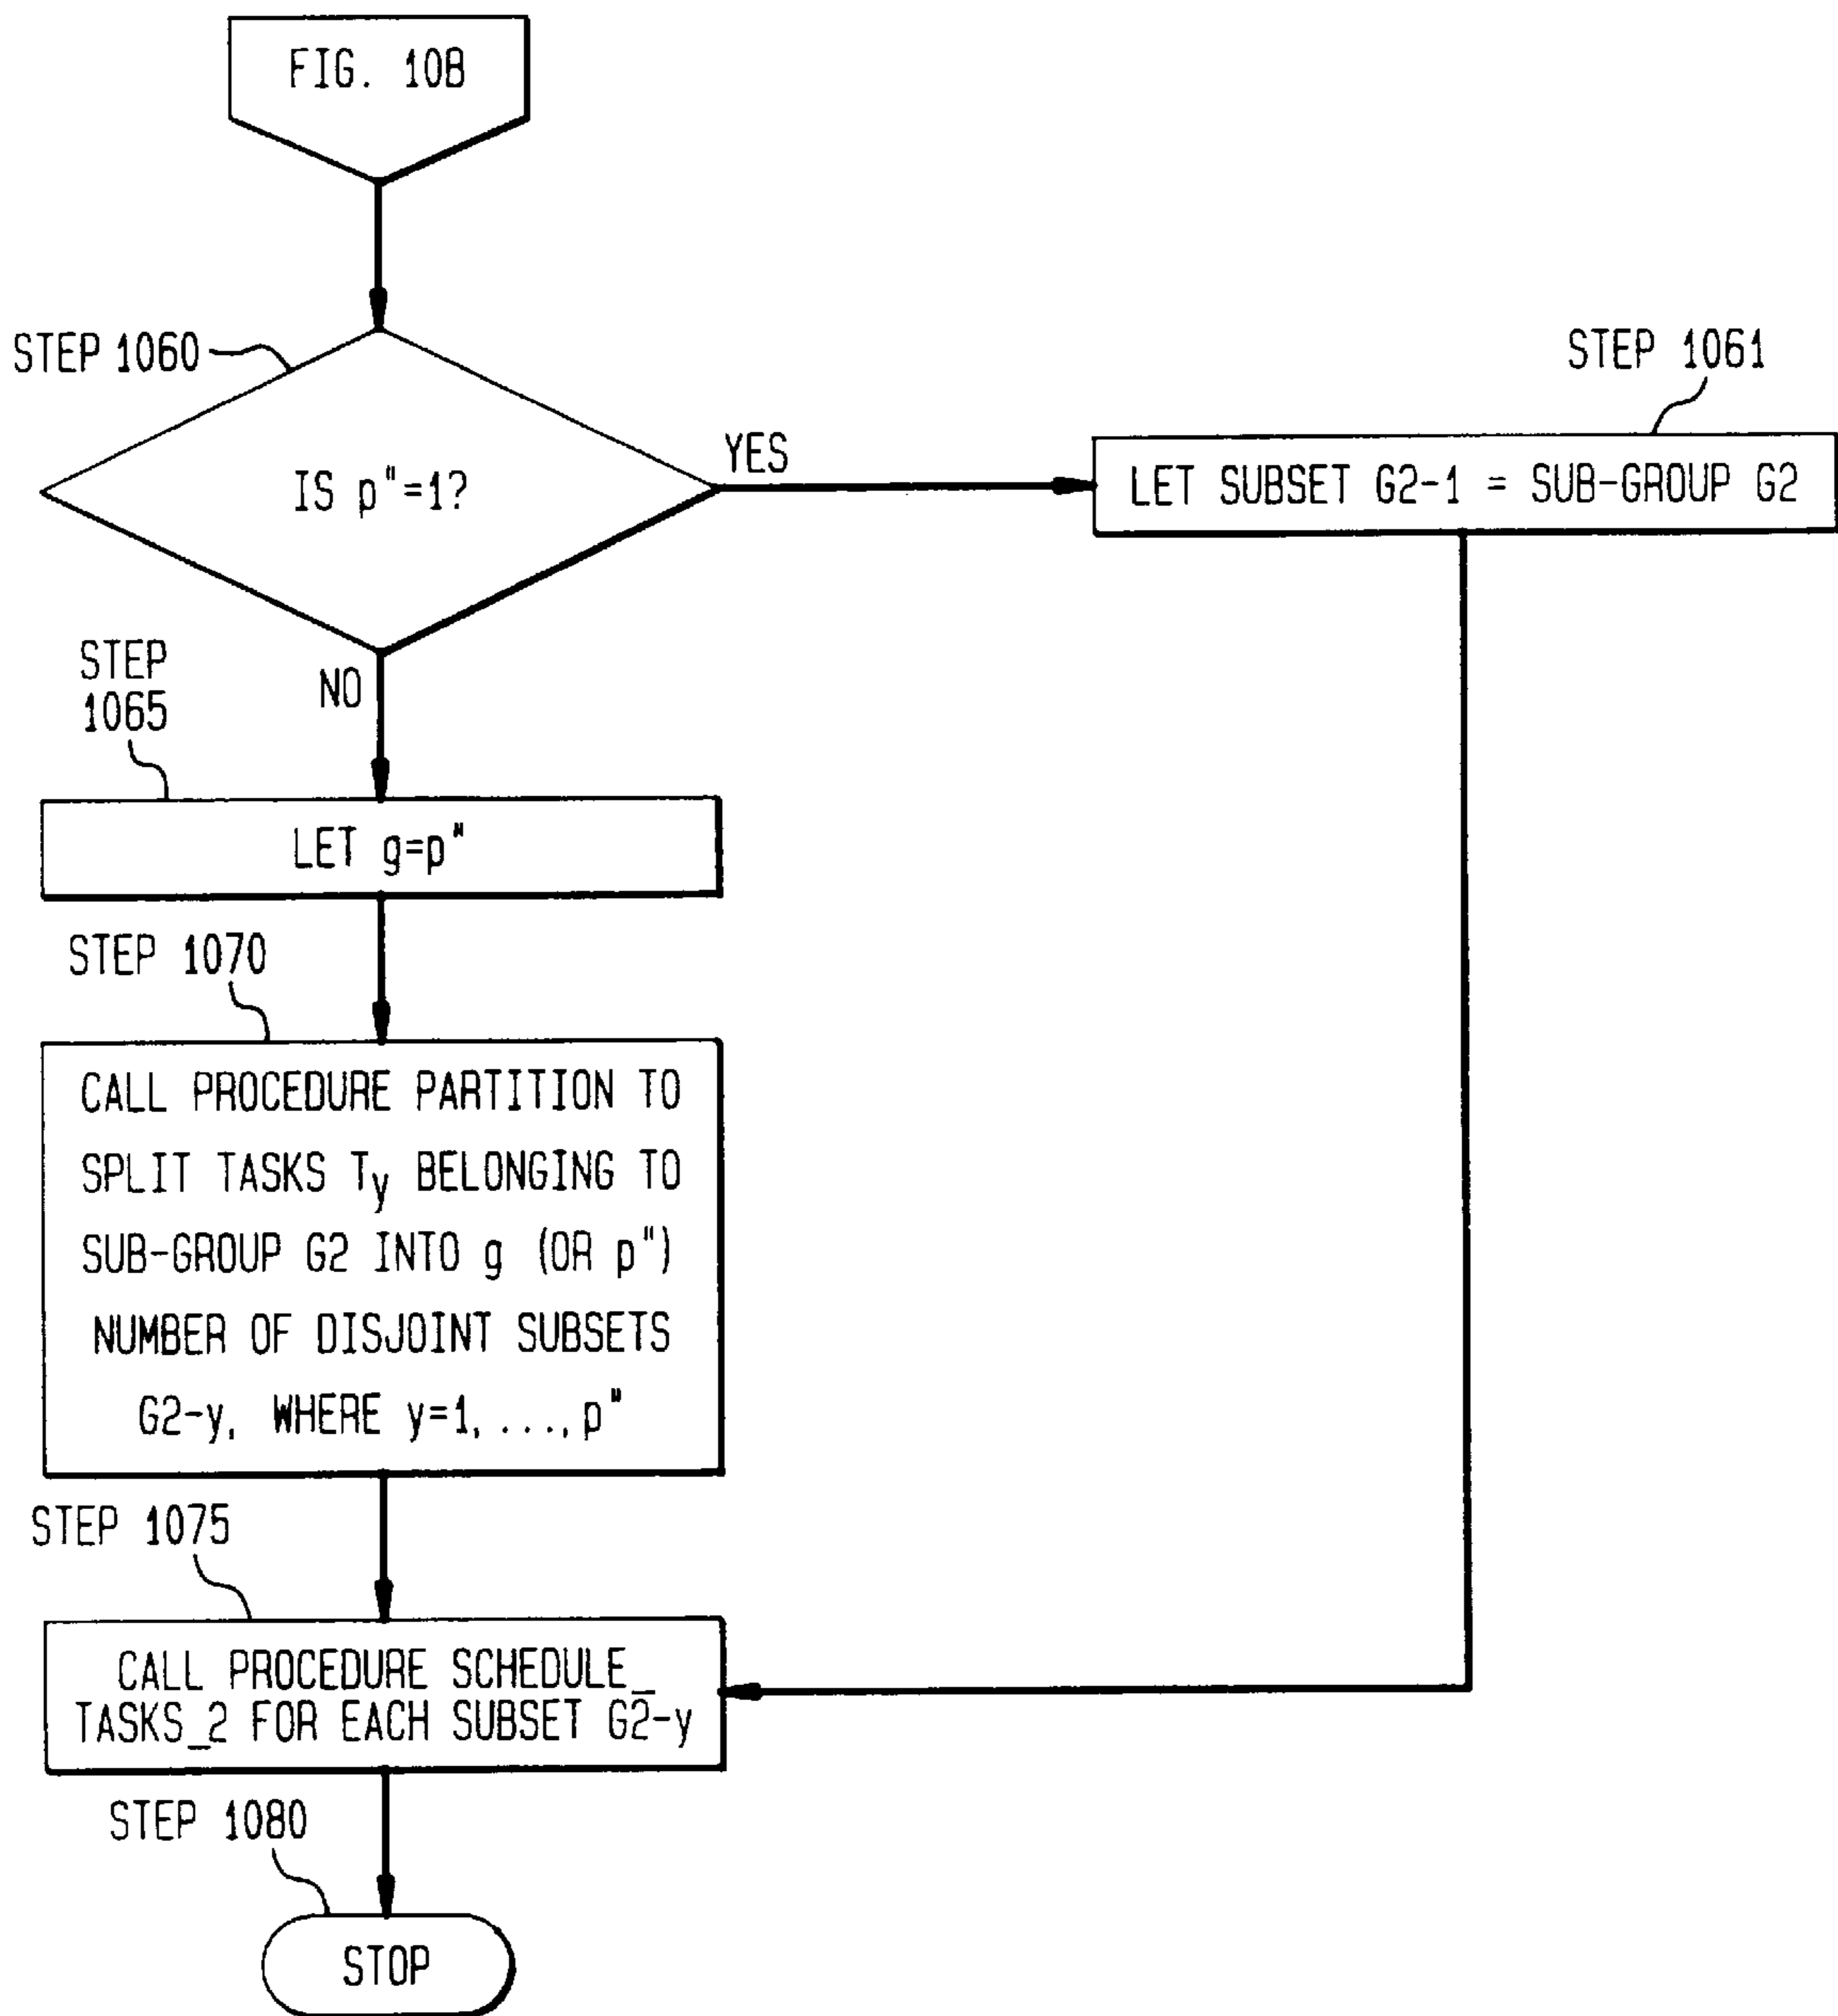 FIG. 10B
STEP 1060
IS p"=1?
YES
STEP 1061
LET SUBSET G2-1 = SUB-GROUP G2
NO
STEP
1065
LET g=p"
STEP 1070
CALL PROCEDURE PARTITION TO
SPLIT TASKS Ty BELONGING TO
SUB-GROUP G2 INTO g (OR p")
NUMBER OF DISJOINT SUBSETS
G2-y, WHERE y=1, ..., p"
STEP 1075
CALL PROCEDURE SCHEDULE_
TASKS_2 FOR EACH SUBSET G2-y
STEP 1080
STOP